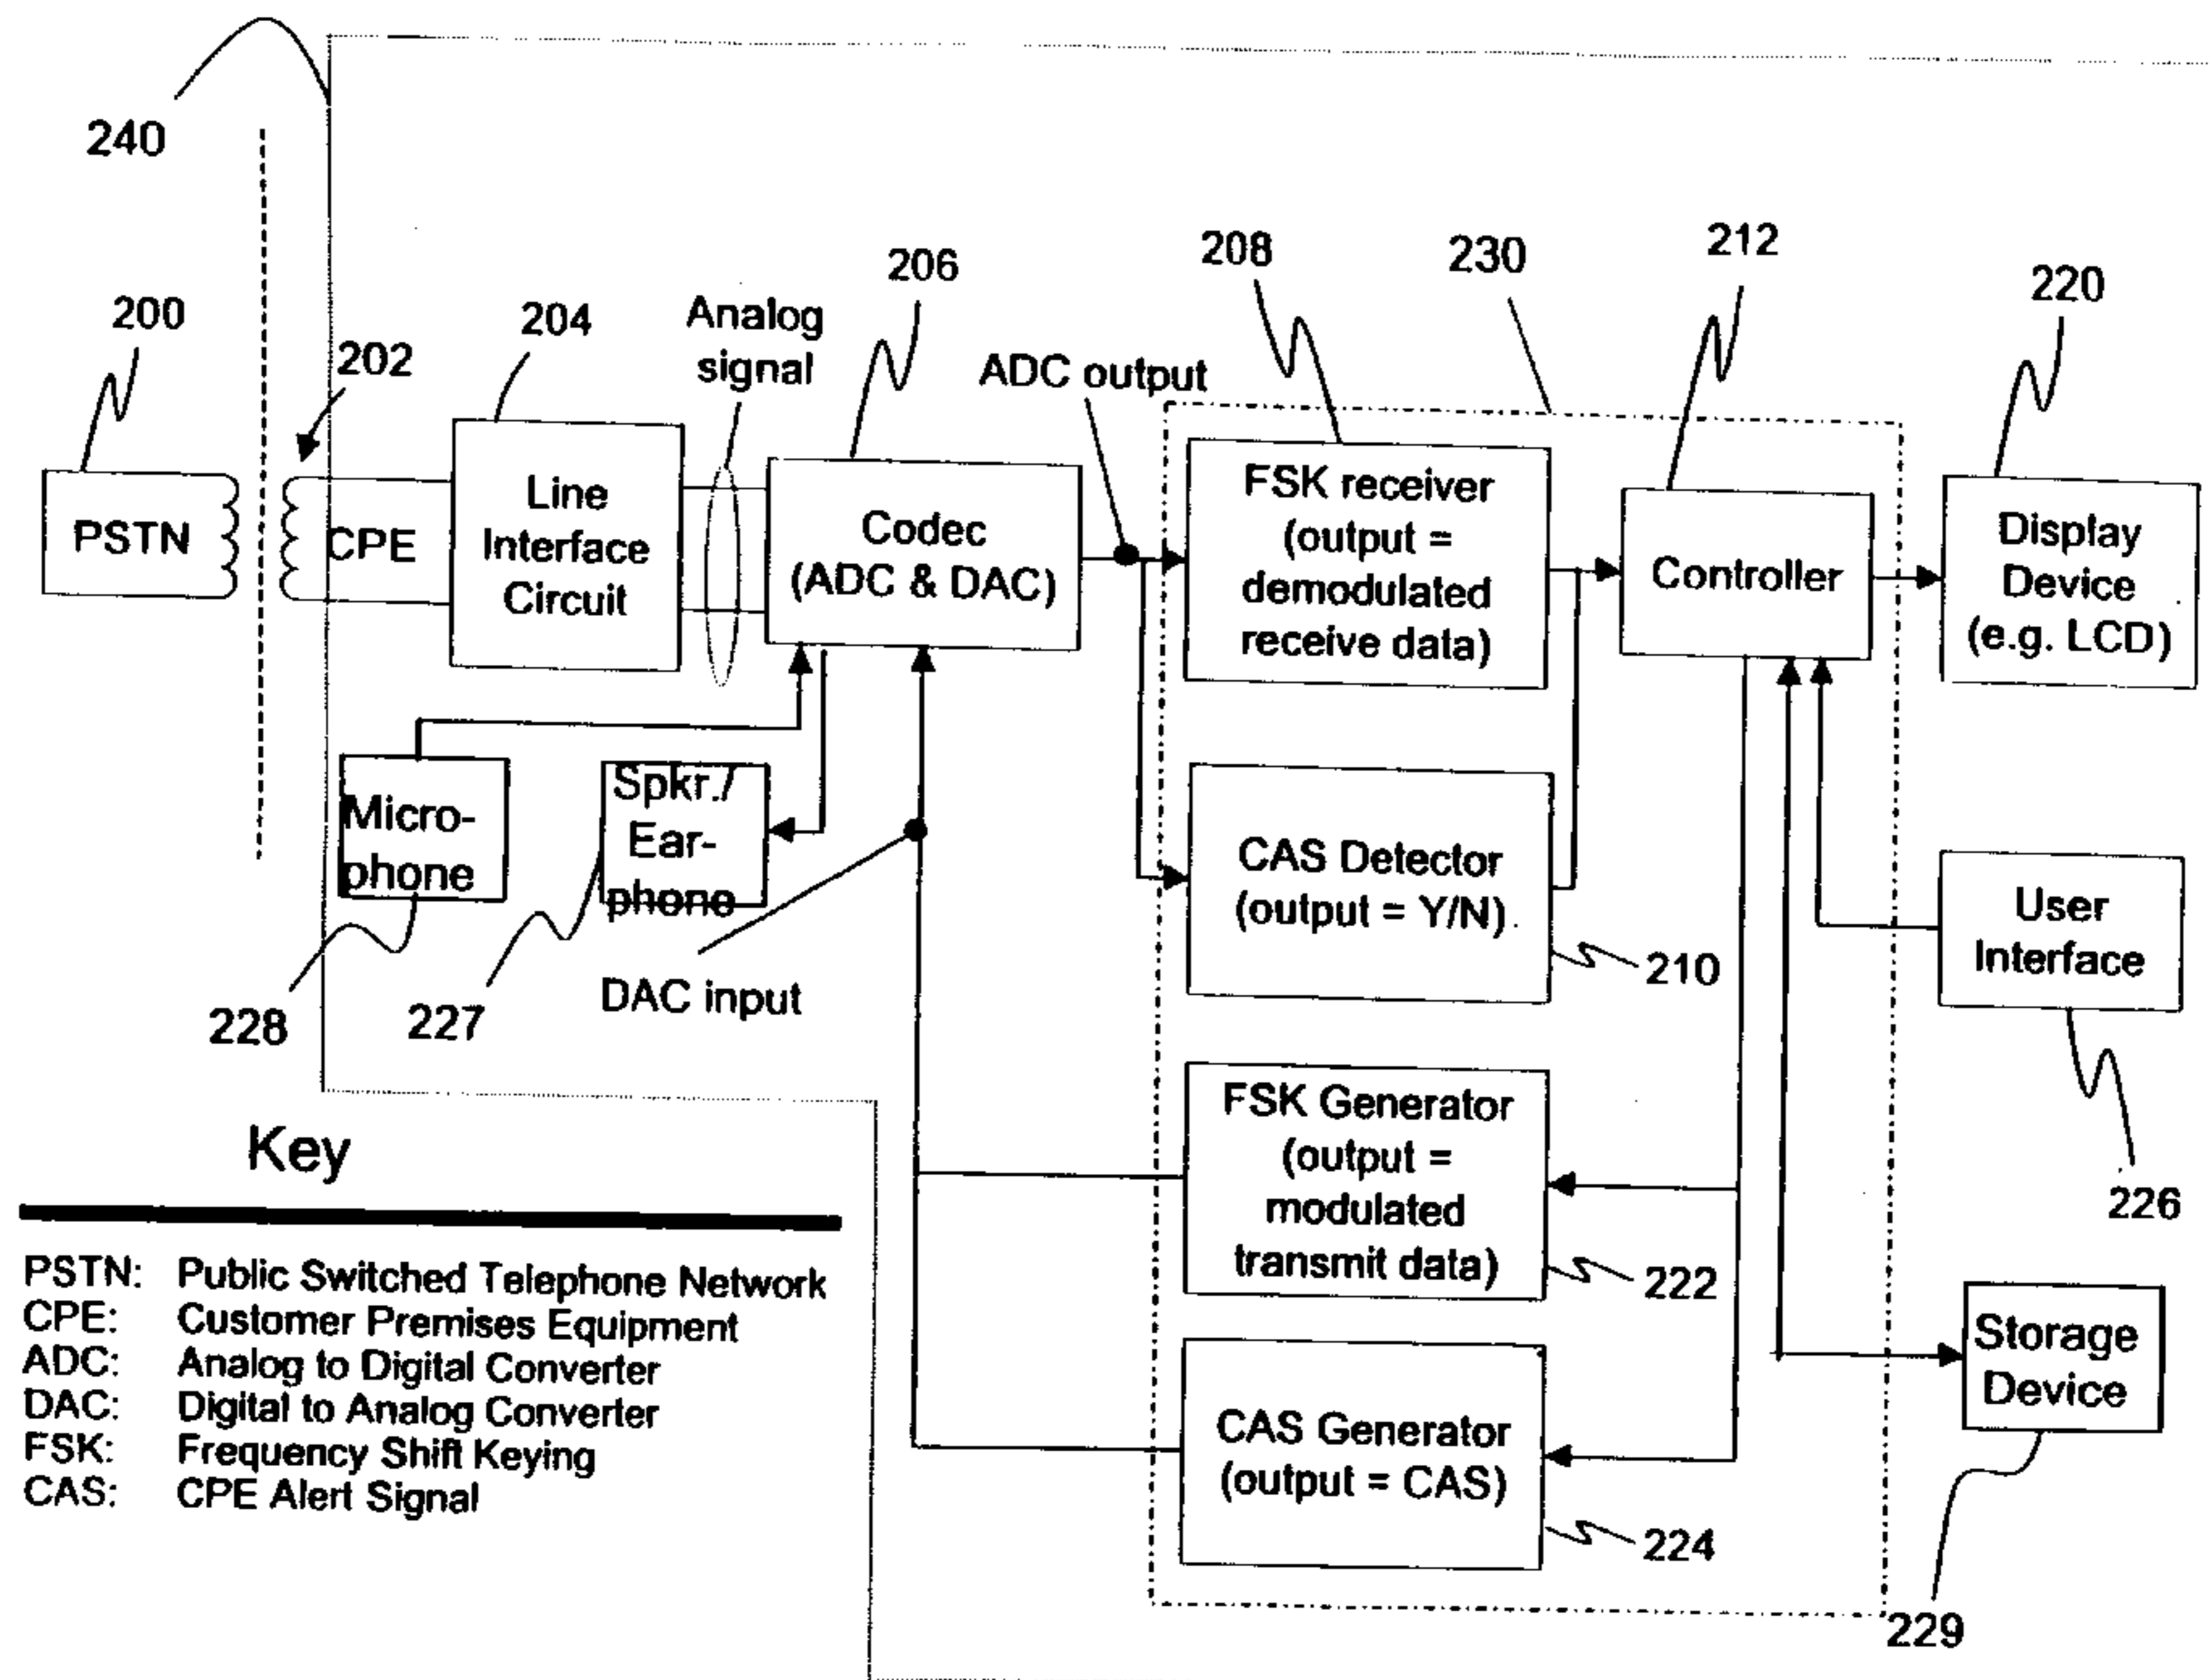 240
200
202
204
Analog
signal
206
ADC output
208
230
212
220
PSTN
CPE
Line
Interface
Circuit
Codec
(ADC & DAC)
FSK receiver
(output =
demodulated
receive data)
Controller
Display
Device
(e.g. LCD)
Micro-
phone
Spkr./
Ear-
phone
CAS Detector
(output = Y/N)
210
User
Interface
228
227
DAC input
226
FSK Generator
(output =
modulated
transmit data)
222
Storage
Device
CAS Generator
(output = CAS)
224
229
Key
PSTN: Public Switched Telephone Network
CPE: Customer Premises Equipment
ADC: Analog to Digital Converter
DAC: Digital to Analog Converter
FSK: Frequency Shift Keying
CAS: CPE Alert Signal